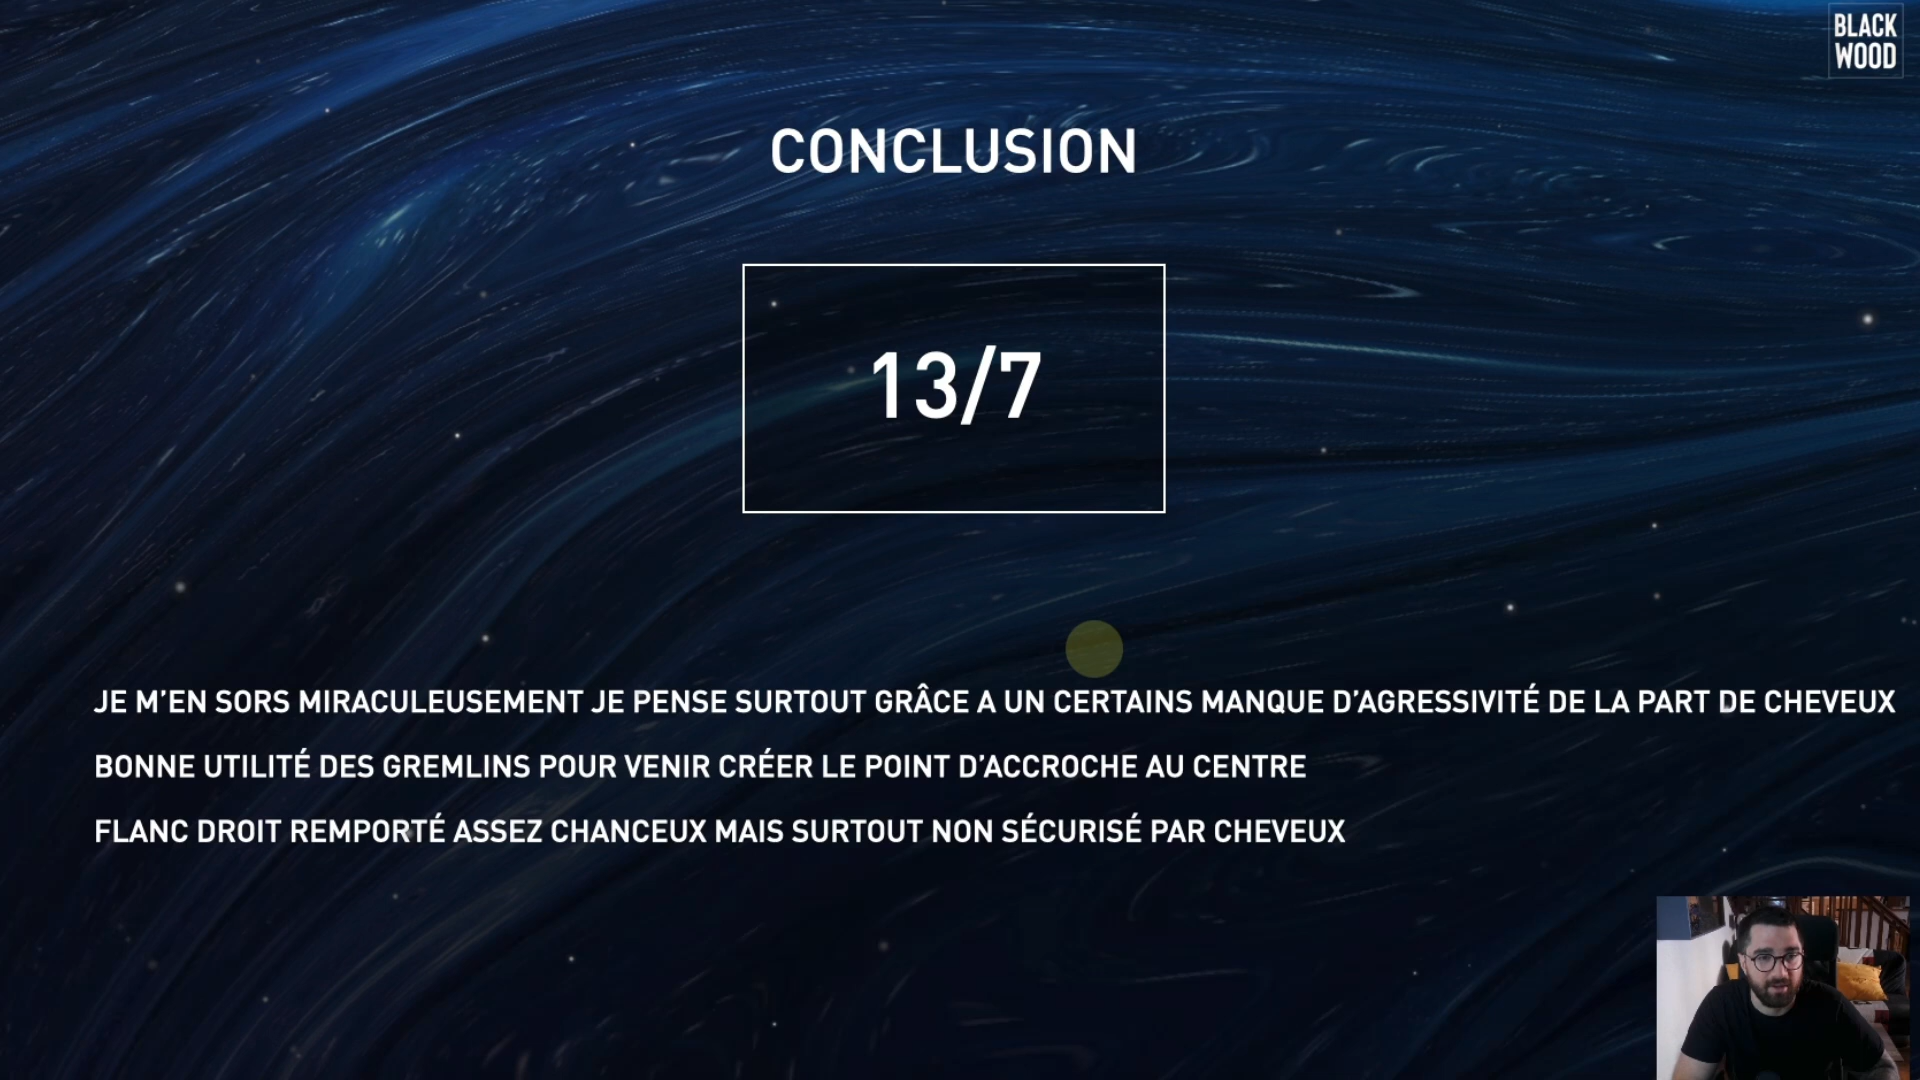 BLACK
WOOD
CONCLUSION
13/7
JE M’EN SORS MIRACULEUSEMENT JE PENSE SURTOUT GRÂCE A UN CERTAINS MANQUE D’AGRESSIVITÉ DE LA PART DE CHEVEUX
BONNE UTILITÉ DES GREMLINS POUR VENIR CRÉER LE POINT D’ACCROCHE AU CENTRE
FLANC DROIT REMPORTÉ ASSEZ CHANCEUX MAIS SURTOUT NON SÉCURISÉ PAR CHEVEUX